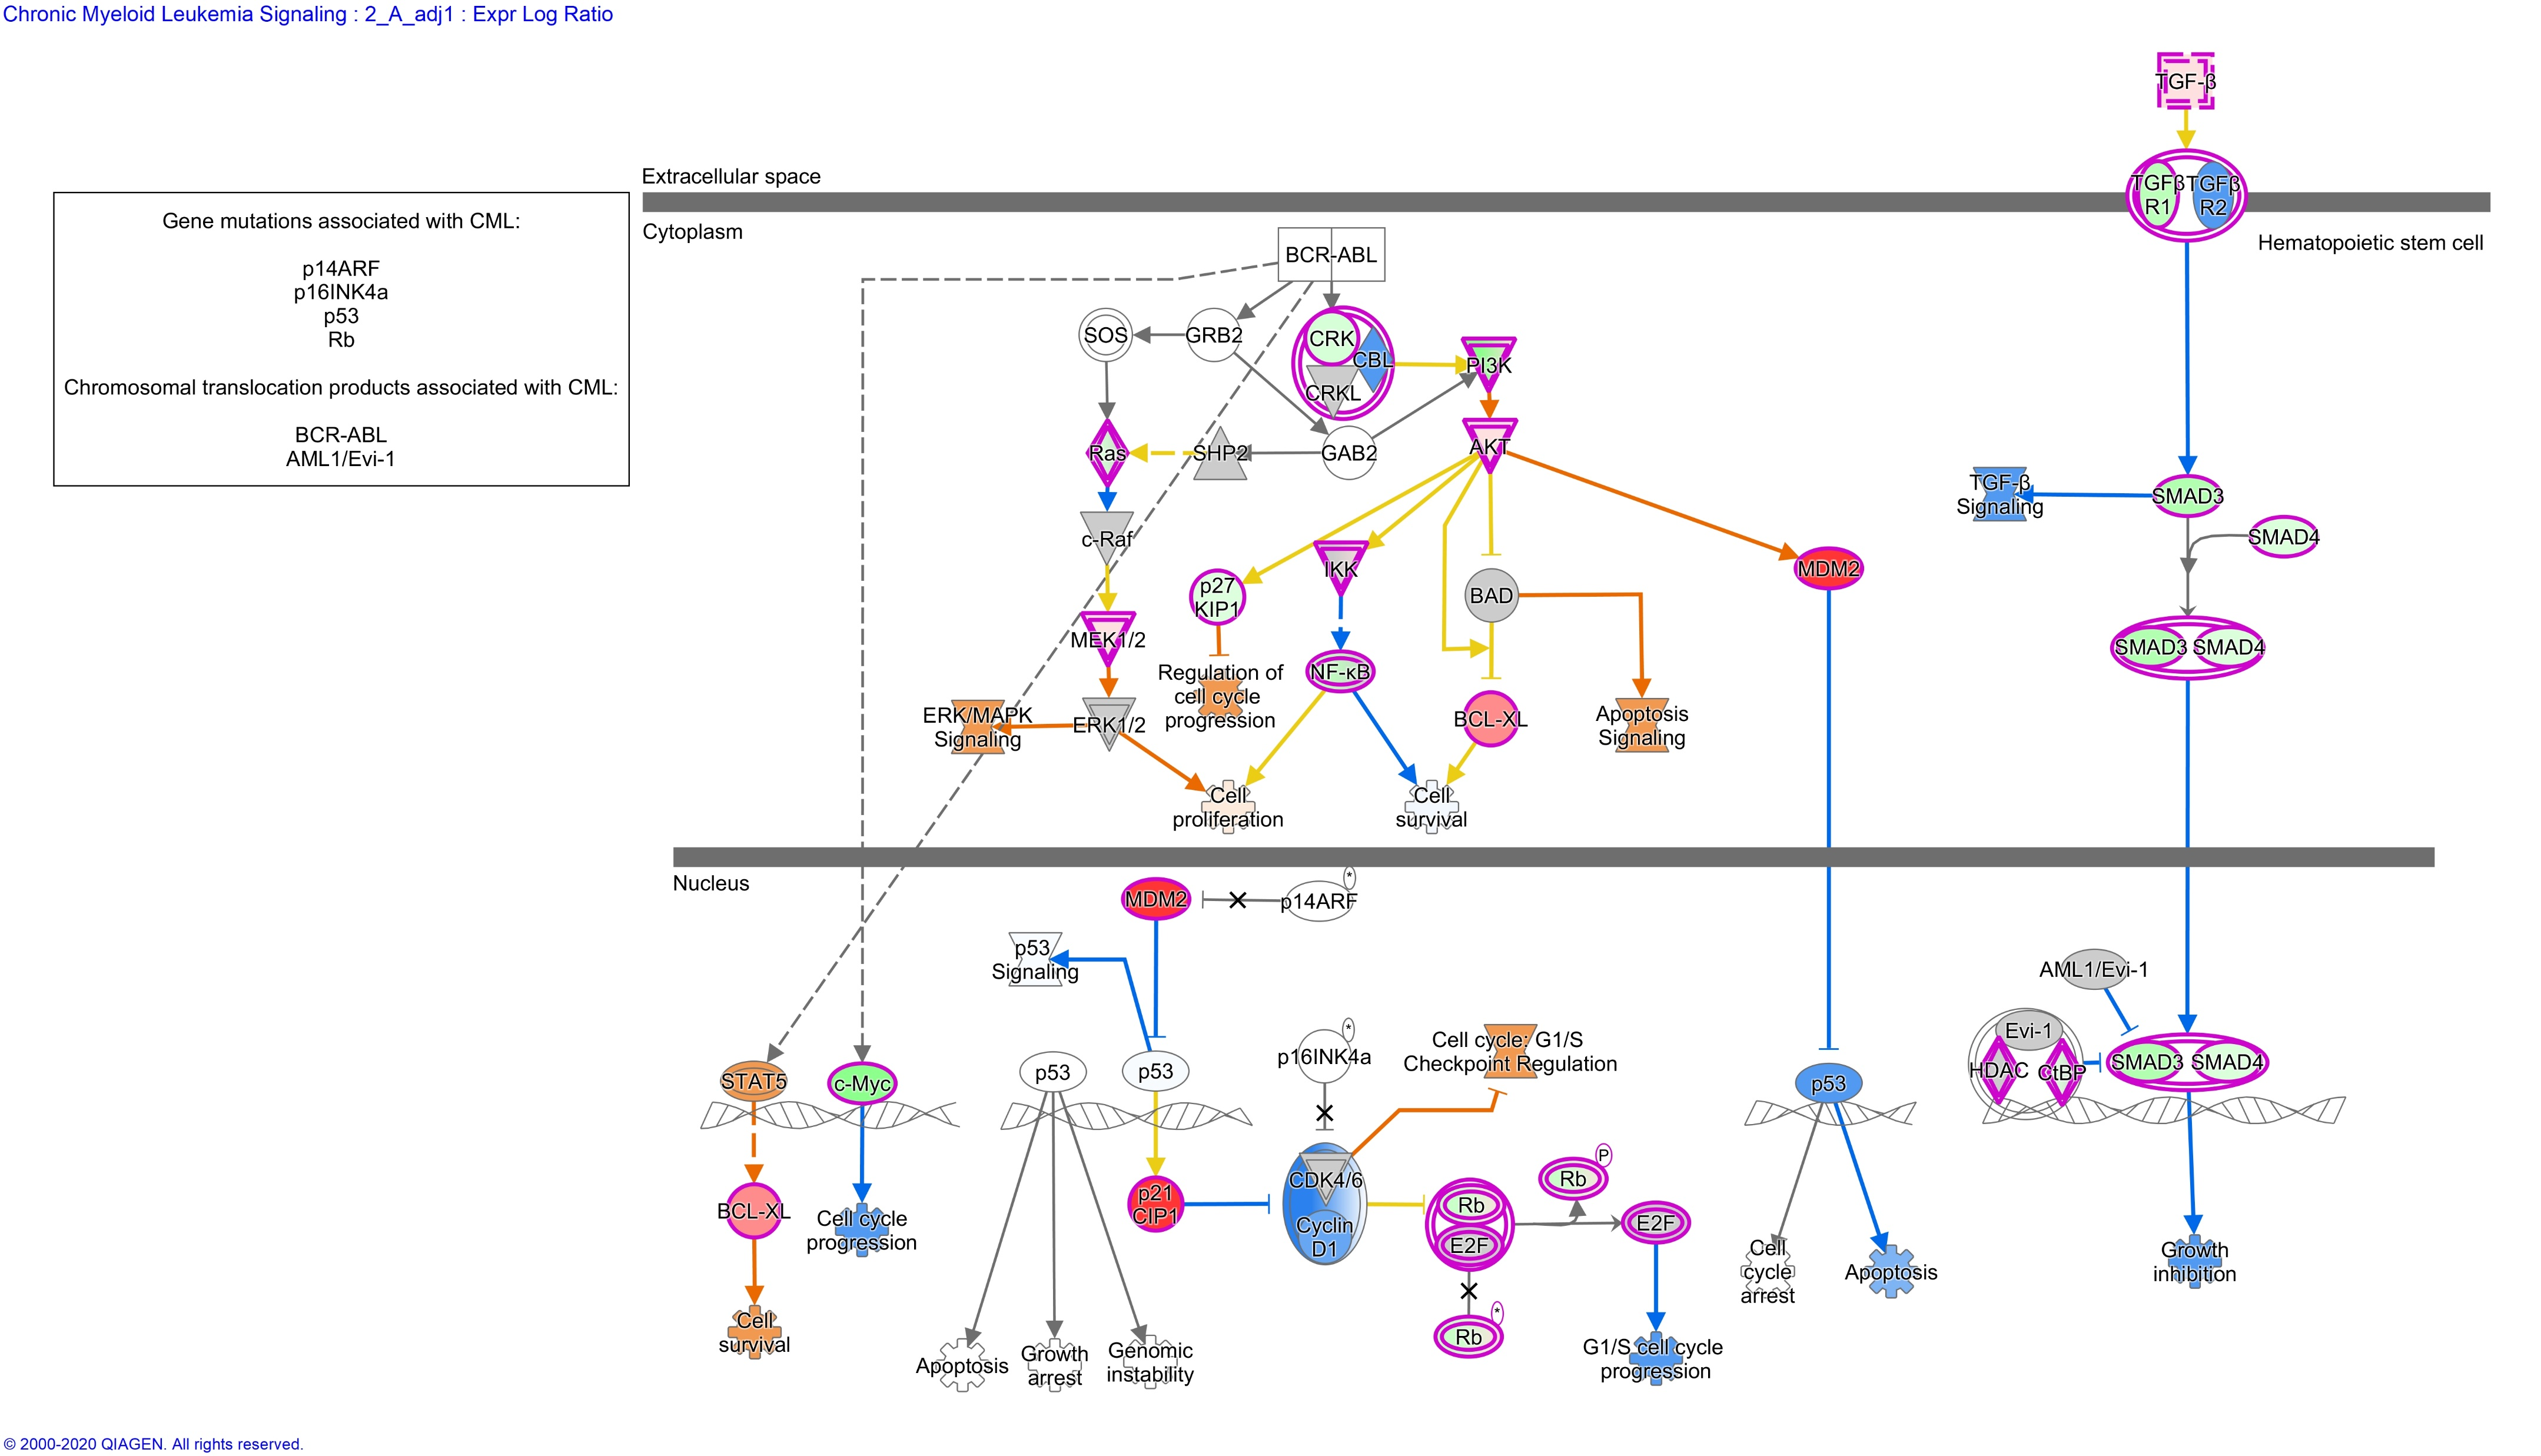 Chronic Myeloid Leukemia Signaling : 2_A_adj1 : Expr Log Ratio
TGF-β
Extracellular space
TGFβ
R1
TGFβ
R2
Cytoplasm
Hematopoietic stem cell
Gene mutations associated with CML:
p14ARF
p16INK4a
p53
Rb
Chromosomal translocation products associated with CML:
BCR-ABL
AML1/Evi-1
BCR-ABL
SOS
GRB2
CRK
CBL
CRKL
PI3K
Ras
SHP2
GAB2
AKT
c-Raf
TGF-β
Signaling
SMAD3
SMAD4
p27
KIP1
IKK
BAD
MDM2
MEK1/2
SMAD3
SMAD4
Regulation of
cell cycle
progression
NF-κB
ERK/MAPK
Signaling
ERK1/2
BCL-XL
Apoptosis
Signaling
Cell
proliferation
Cell
survival
Nucleus
MDM2
p14ARF
*
p53
Signaling
AML1/Evi-1
STAT5
c-Myc
p53
p53
p16INK4a
*
Cell cycle: G1/S
Checkpoint Regulation
p53
Evi-1
HDAC
CtBP
SMAD3
SMAD4
BCL-XL
Cell cycle
progression
p21
CIP1
CDK4/6
Cyclin
D1
Rb
E2F
Rb
P
E2F
Rb
*
Cell
cycle
arrest
Apoptosis
Growth
inhibition
Cell
survival
Apoptosis
Growth
arrest
Genomic
instability
G1/S cell cycle
progression
© 2000-2020 QIAGEN. All rights reserved.